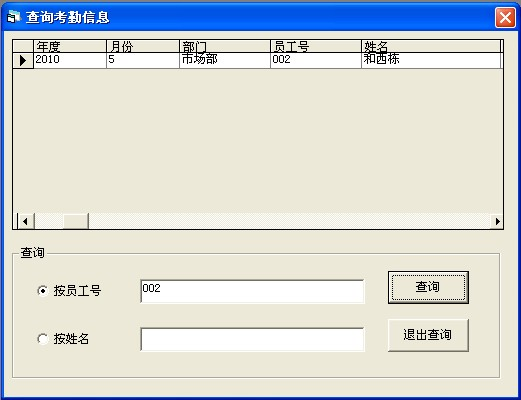 查询考勤信息
年度 月份 部门 员工号 姓名
2010 5 市场部 002 和西栋
查询
按员工号 002 查询
按姓名 退出查询